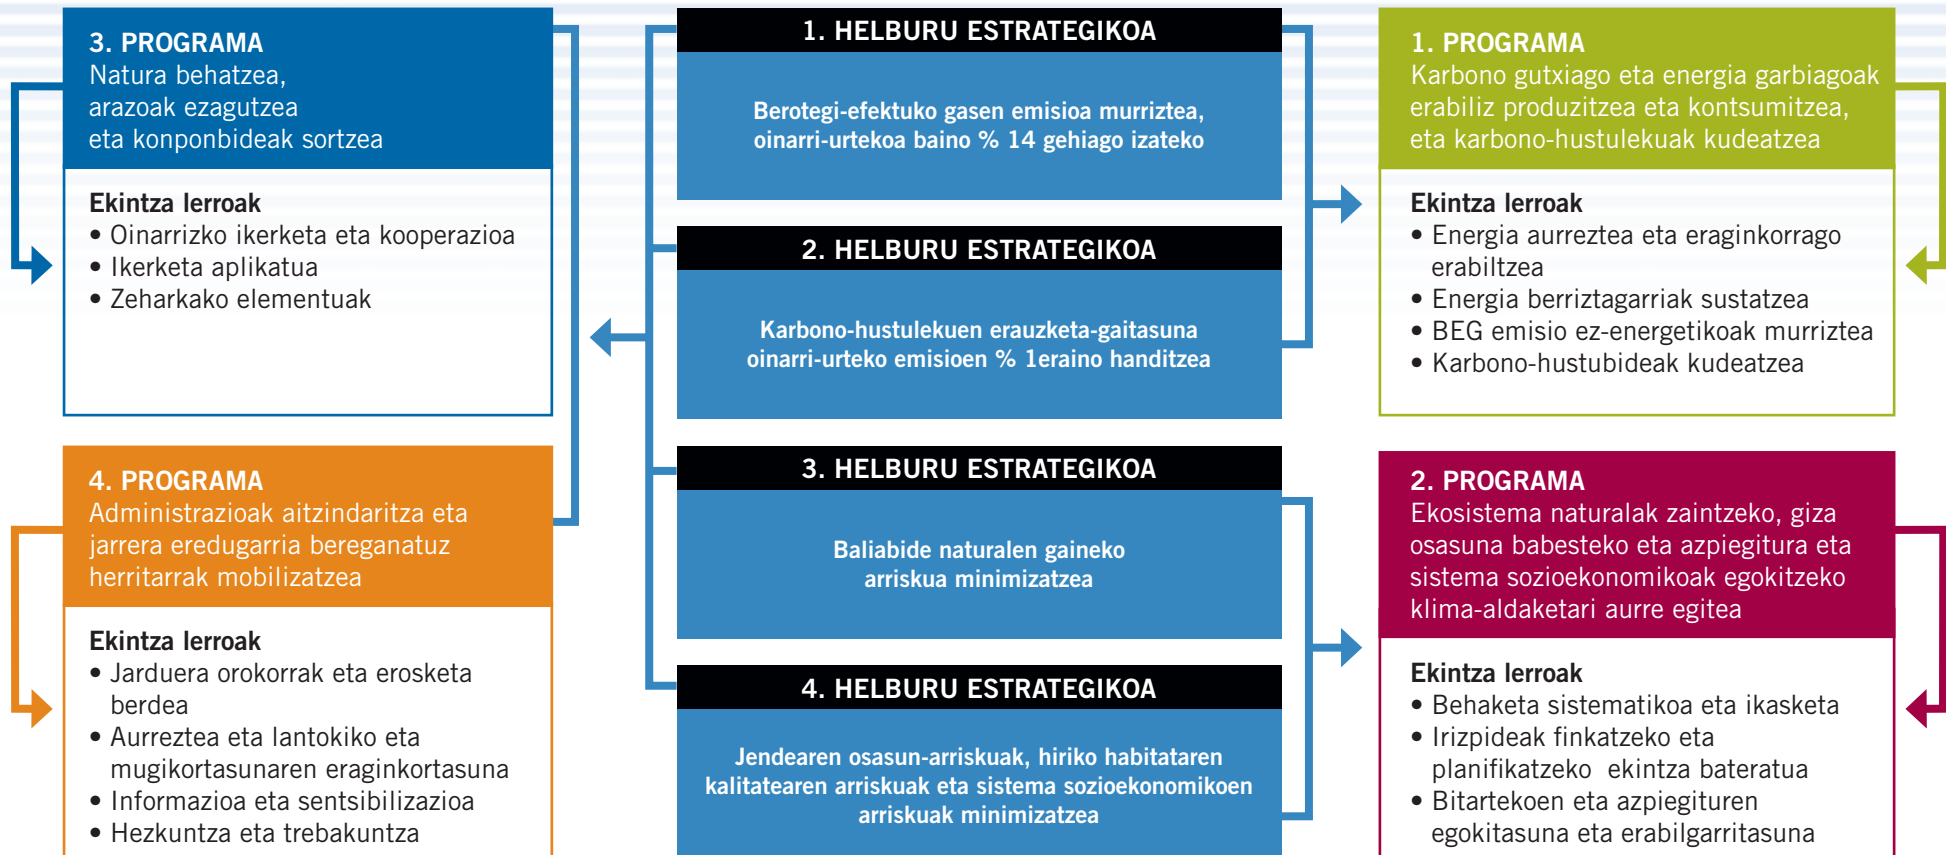 3. PROGRAMA
Natura behatzea,
arazoak ezagutzea
eta konponbideak sortzea
Ekintza lerroak
• Oinarrizko ikerketa eta kooperazioa
• Ikerketa aplikatua
• Zeharkako elementuak
4. PROGRAMA
Administrazioak aitzindaritza eta
jarrera eredugarria bereganatuz
herritarrak mobilizatzea
Ekintza lerroak
• Jarduera orokorrak eta erosketa
berdea
• Aurreztea eta lantokiko eta
mugikortasunaren eraginkortasuna
• Informazioa eta sentsibilizazioa
• Hezkuntza eta trebakuntza
1. HELBURU ESTRATEGIKOA
Berotegi-efektuko gasen emisioa murriztea,
oinarri-urtekoa baino % 14 gehiago izateko
2. HELBURU ESTRATEGIKOA
Karbono-hustulekuen erauzketa-gaitasuna
oinarri-urteko emisioen % 1eraino handitzea
3. HELBURU ESTRATEGIKOA
Baliabide naturalen gaineko
arriskua minimizatzea
4. HELBURU ESTRATEGIKOA
Jendearen osasun-arriskuak, hiriko habitataren
kalitatearen arriskuak eta sistema sozioekonomikoen
arriskuak minimizatzea
1. PROGRAMA
Karbono gutxiago eta energia garbiagoak
erabiliz produzitzea eta kontsumitzea,
eta karbono-hustulekuak kudeatzea
Ekintza lerroak
• Energia aurreztea eta eraginkorrago
erabiltzea
• Energia berriztagarriak sustatzea
• BEG emisio ez-energetikoak murriztea
• Karbono-hustubideak kudeatzea
2. PROGRAMA
Ekosistema naturalak zaintzeko, giza
osasuna babesteko eta azpiegitura eta
sistema sozioekonomikoak egokitzeko
klima-aldaketari aurre egitea
Ekintza lerroak
• Behaketa sistematikoa eta ikasketa
• Irizpideak finkatzeko eta
planifikatzeko ekintza bateratua
• Bitartekoen eta azpiegituren
egokitasuna eta erabilgarritasuna